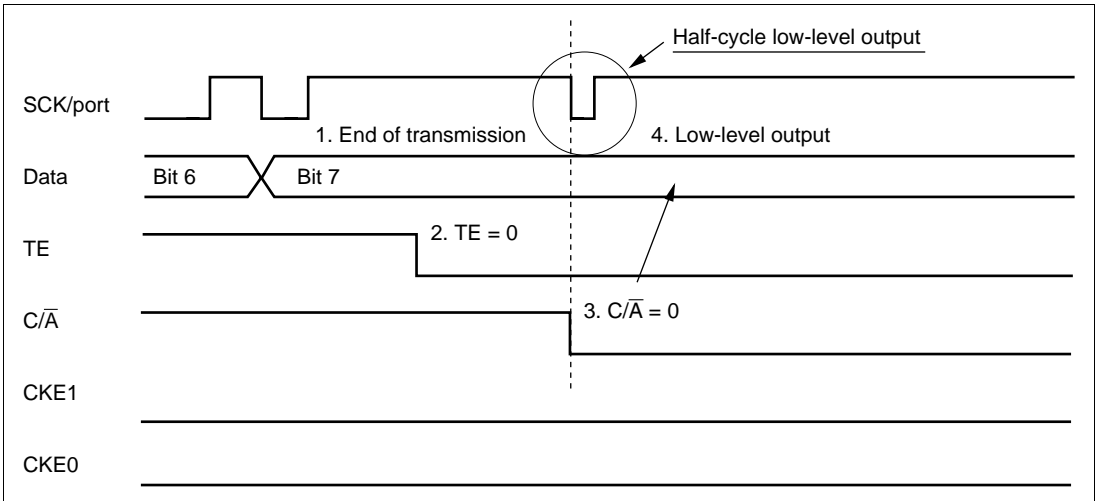 Half-cycle low-level output
SCK/port
1. End of transmission
4. Low-level output
Data
Bit 6
Bit 7
TE
2. TE = 0
C/A̅
3. C/A̅ = 0
CKE1
CKE0